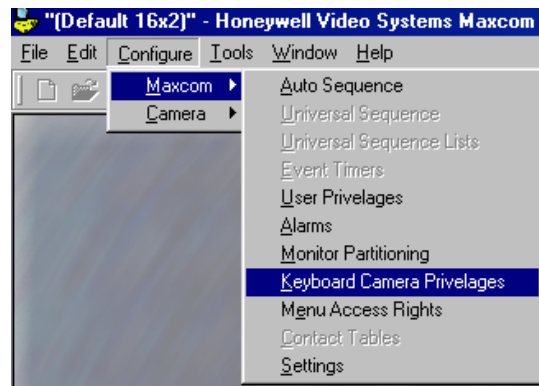 "(Default 16x2)" - Honeywell Video Systems Maxcom
File Edit Configure Tools Window Help
Maxcom
Camera
Auto Sequence
Universal Sequence
Universal Sequence Lists
Event Timers
User Privelages
Alarms
Monitor Partitioning
Keyboard Camera Privelages
Menu Access Rights
Contact Tables
Settings